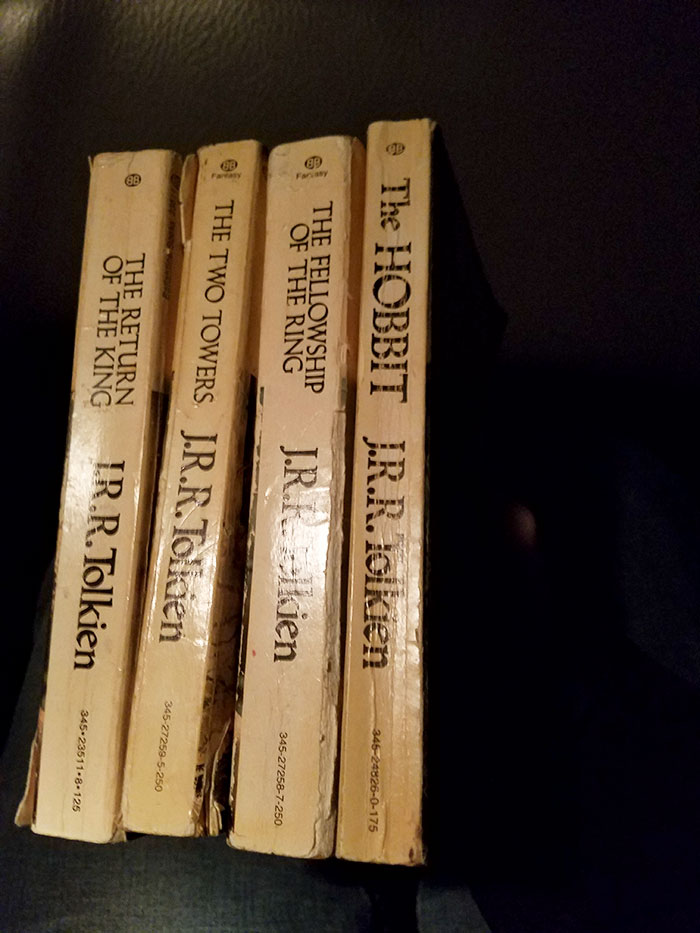 BB
THE RETURN
OF THE KING
J.R.R. Tolkien
345•23511•8•125
BB
Fantasy
THE TWO TOWERS
J.R.R. Tolkien
345-27259-5-250
BB
Fantasy
THE FELLOWSHIP
OF THE RING
J.R.R. Tolkien
345-27258-7-250
BB
The HOBBIT
J.R.R. Tolkien
345-24826-0-175